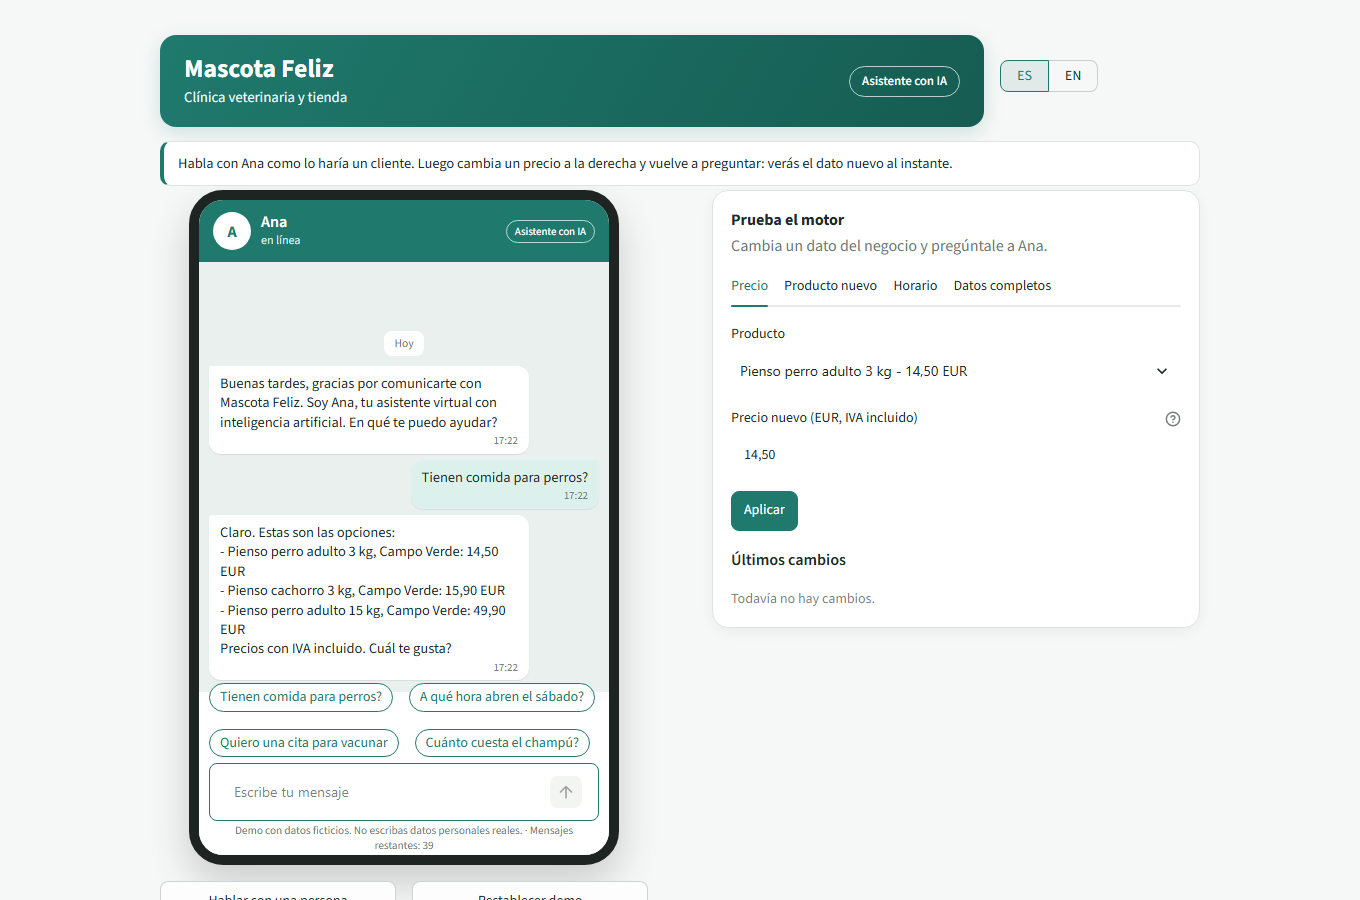 Mascota Feliz
Clínica veterinaria y tienda
Asistente con IA
ES
EN
Habla con Ana como lo haría un cliente. Luego cambia un precio a la derecha y vuelve a preguntar: verás el dato nuevo al instante.
A
Ana
en línea
Asistente con IA
Hoy
Buenas tardes, gracias por comunicarte con
Mascota Feliz. Soy Ana, tu asistente virtual con
inteligencia artificial. En qué te puedo ayudar?
17:22
Tienen comida para perros?
17:22
Claro. Estas son las opciones:
- Pienso perro adulto 3 kg, Campo Verde: 14,50
EUR
- Pienso cachorro 3 kg, Campo Verde: 15,90 EUR
- Pienso perro adulto 15 kg, Campo Verde: 49,90
EUR
Precios con IVA incluido. Cuál te gusta?
17:22
Tienen comida para perros?
A qué hora abren el sábado?
Quiero una cita para vacunar
Cuánto cuesta el champú?
Escribe tu mensaje
Demo con datos ficticios. No escribas datos personales reales. · Mensajes
restantes: 39
Hablar con una persona
Restablecer demo
Prueba el motor
Cambia un dato del negocio y pregúntale a Ana.
Precio
Producto nuevo
Horario
Datos completos
Producto
Pienso perro adulto 3 kg - 14,50 EUR
Precio nuevo (EUR, IVA incluido)
14,50
Aplicar
Últimos cambios
Todavía no hay cambios.